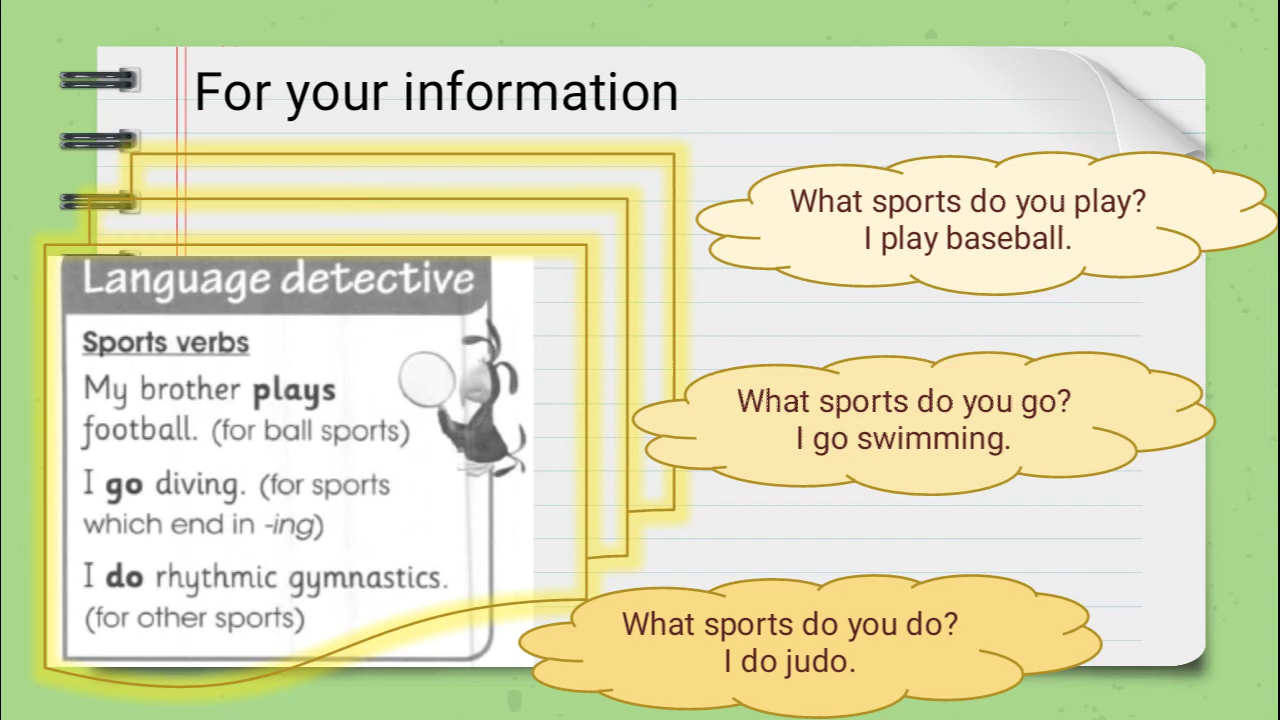 For your information
Language detective
Sports verbs
My brother plays
football. (for ball sports)
I go diving. (for sports
which end in -ing)
I do rhythmic gymnastics.
(for other sports)
What sports do you play?
I play baseball.
What sports do you go?
I go swimming.
What sports do you do?
I do judo.